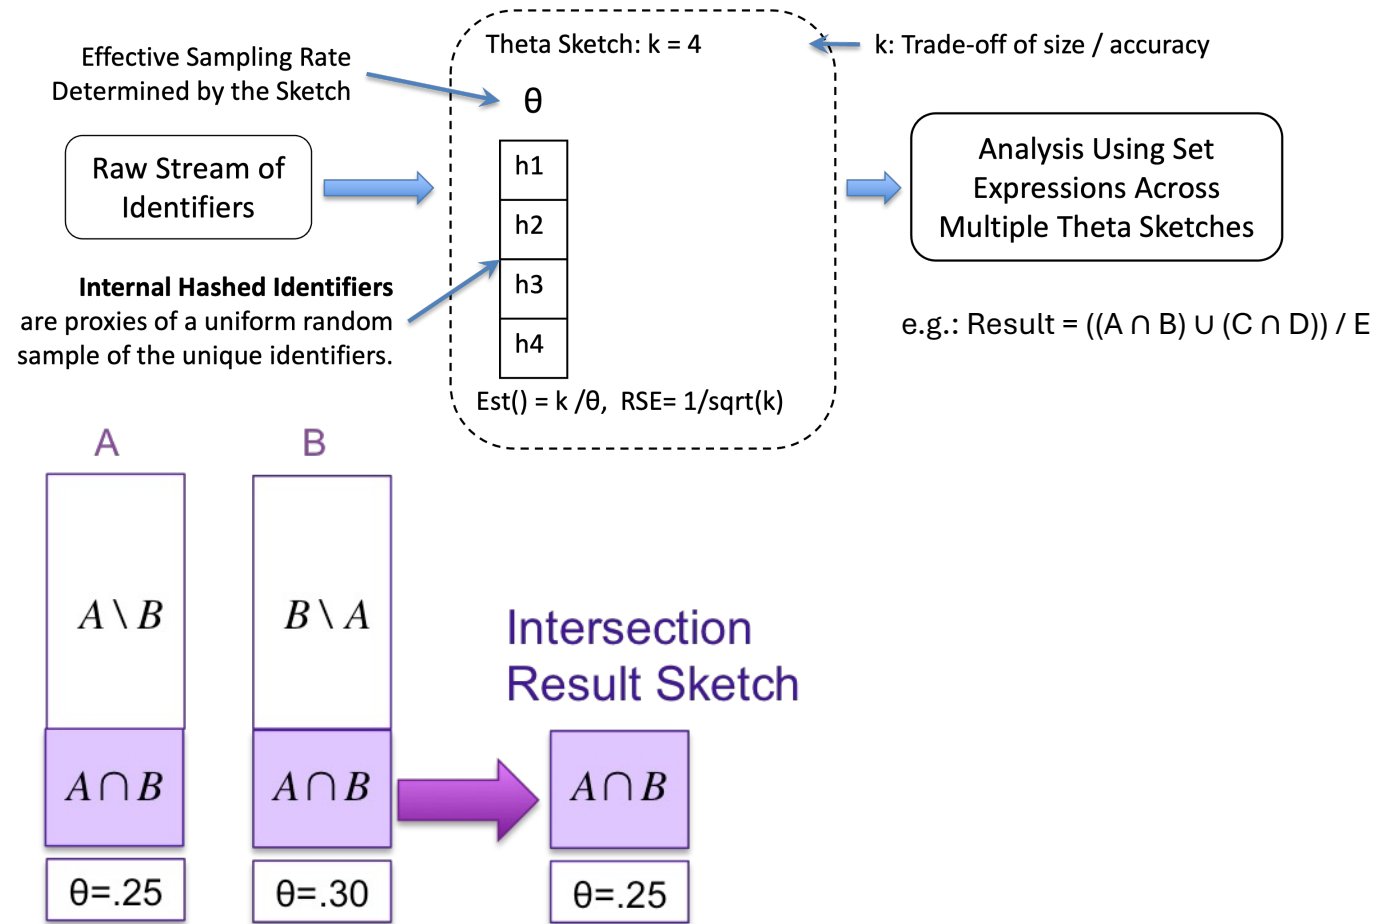 Theta Sketch: k = 4
k: Trade-off of size / accuracy
Effective Sampling Rate
Determined by the Sketch
θ
Raw Stream of
Identifiers
h1
h2
h3
h4
Analysis Using Set
Expressions Across
Multiple Theta Sketches
Internal Hashed Identifiers
are proxies of a uniform random
sample of the unique identifiers.
e.g.: Result = ((A ∩ B) ∪ (C ∩ D)) / E
Est() = k /θ, RSE= 1/sqrt(k)
A
B
A \ B
B \ A
Intersection
Result Sketch
A∩B
A∩B
A∩B
θ=.25
θ=.30
θ=.25